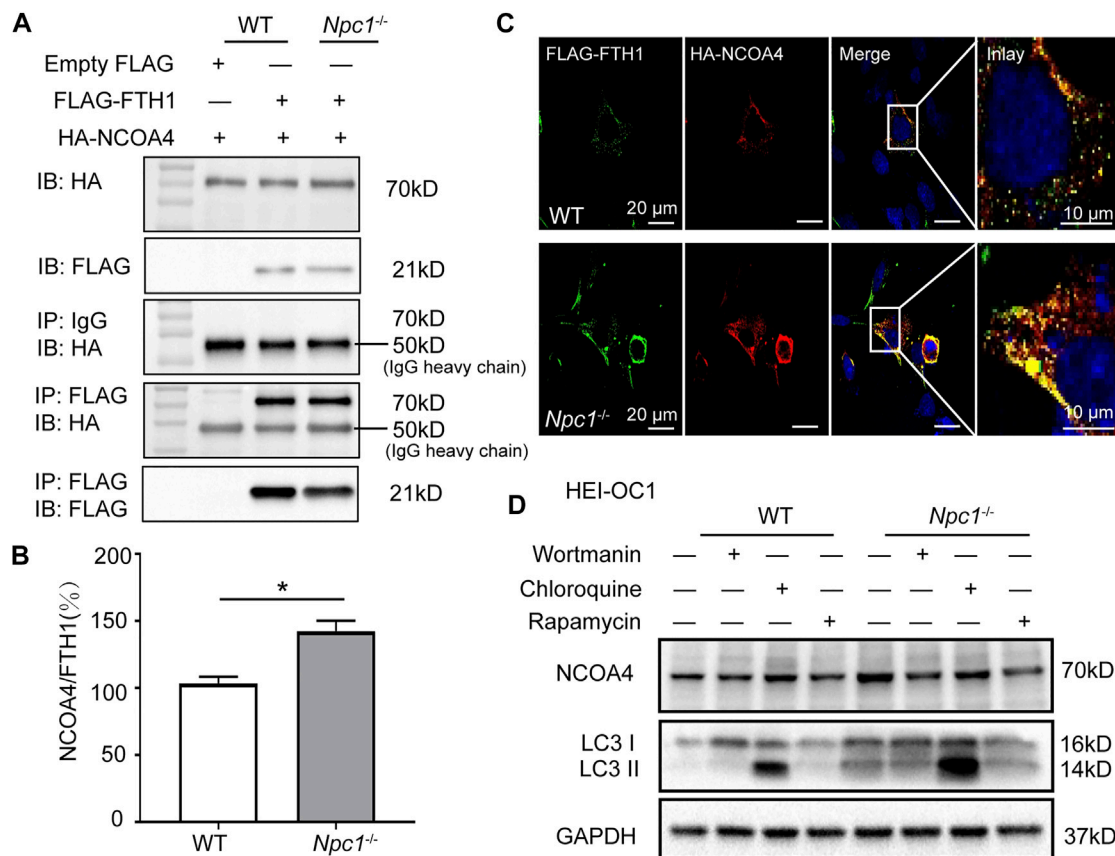 A
WT Npc1-/-
Empty FLAG + — —
FLAG-FTH1 — + +
HA-NCOA4 + + +
IB: HA 70kD
IB: FLAG 21kD
IP: IgG 70kD
IB: HA 50kD
(IgG heavy chain)
IP: FLAG 70kD
IB: HA 50kD
(IgG heavy chain)
IP: FLAG
IB: FLAG 21kD
B
NCOA4/FTH1(%)
200
150
100
50
0
*
WT Npc1-/-
C
FLAG-FTH1 HA-NCOA4 Merge Inlay
WT 20 μm 10 μm
Npc1-/- 20 μm 10 μm
D
HEI-OC1
WT Npc1-/-
Wortmanin — + — — — + — —
Chloroquine — — + — — — + —
Rapamycin — — — + — — — +
NCOA4 70kD
LC3 I 16kD
LC3 II 14kD
GAPDH 37kD